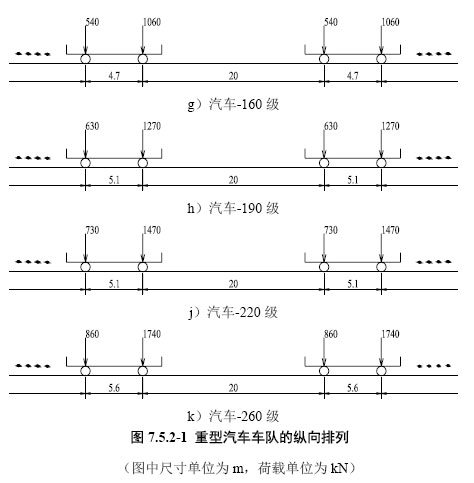 540 1060 540 1060
4.7 20 4.7
g）汽车-160 级
630 1270 630 1270
5.1 20 5.1
h）汽车-190 级
730 1470 730 1470
5.1 20 5.1
j）汽车-220 级
860 1740 860 1740
5.6 20 5.6
k）汽车-260 级
图 7.5.2-1 重型汽车车队的纵向排列
（图中尺寸单位为 m，荷载单位为 kN）